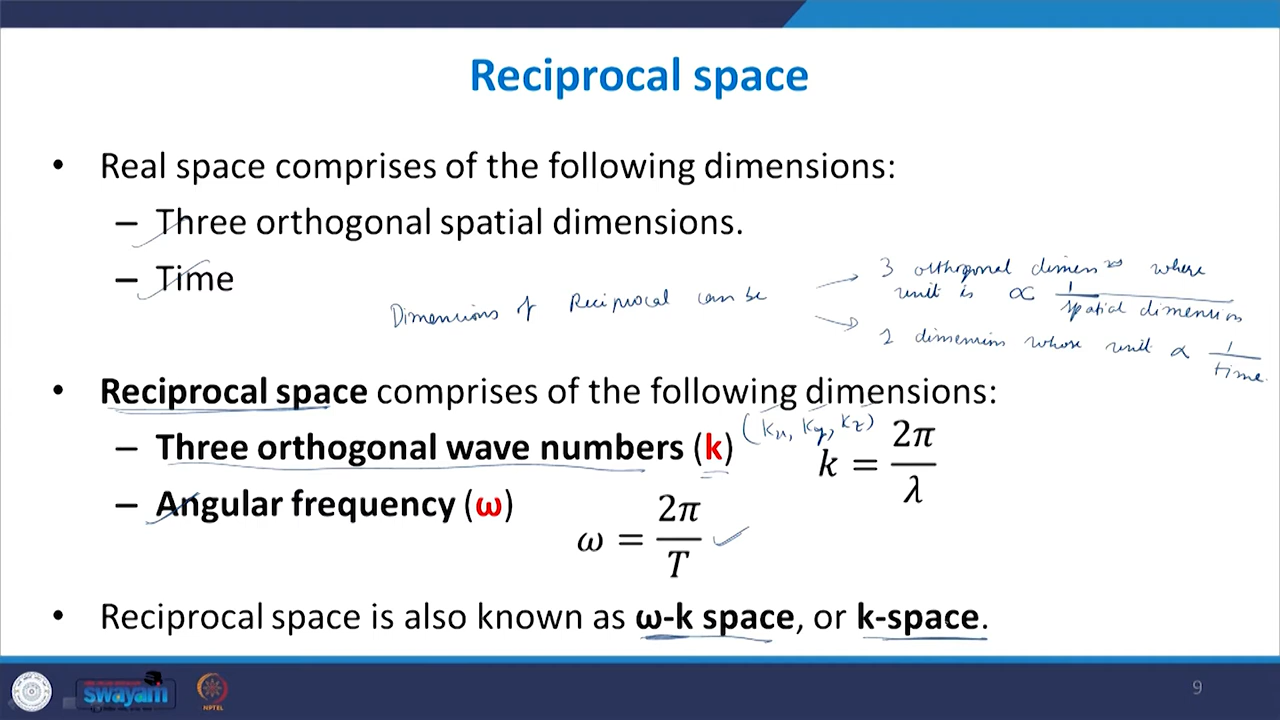 Reciprocal space
• Real space comprises of the following dimensions:
– Three orthogonal spatial dimensions.
– Time
Dimensions of Reciprocal can be
3 orthogonal dimensions where
unit is ∝ 1/spatial dimension
1 dimension whose unit ∝ 1/time.
• Reciprocal space comprises of the following dimensions:
– Three orthogonal wave numbers (k) (kx, ky, kz) k = 2π/λ
– Angular frequency (ω)
ω = 2π/T
• Reciprocal space is also known as ω-k space, or k-space.
swayam
NPTEL
9